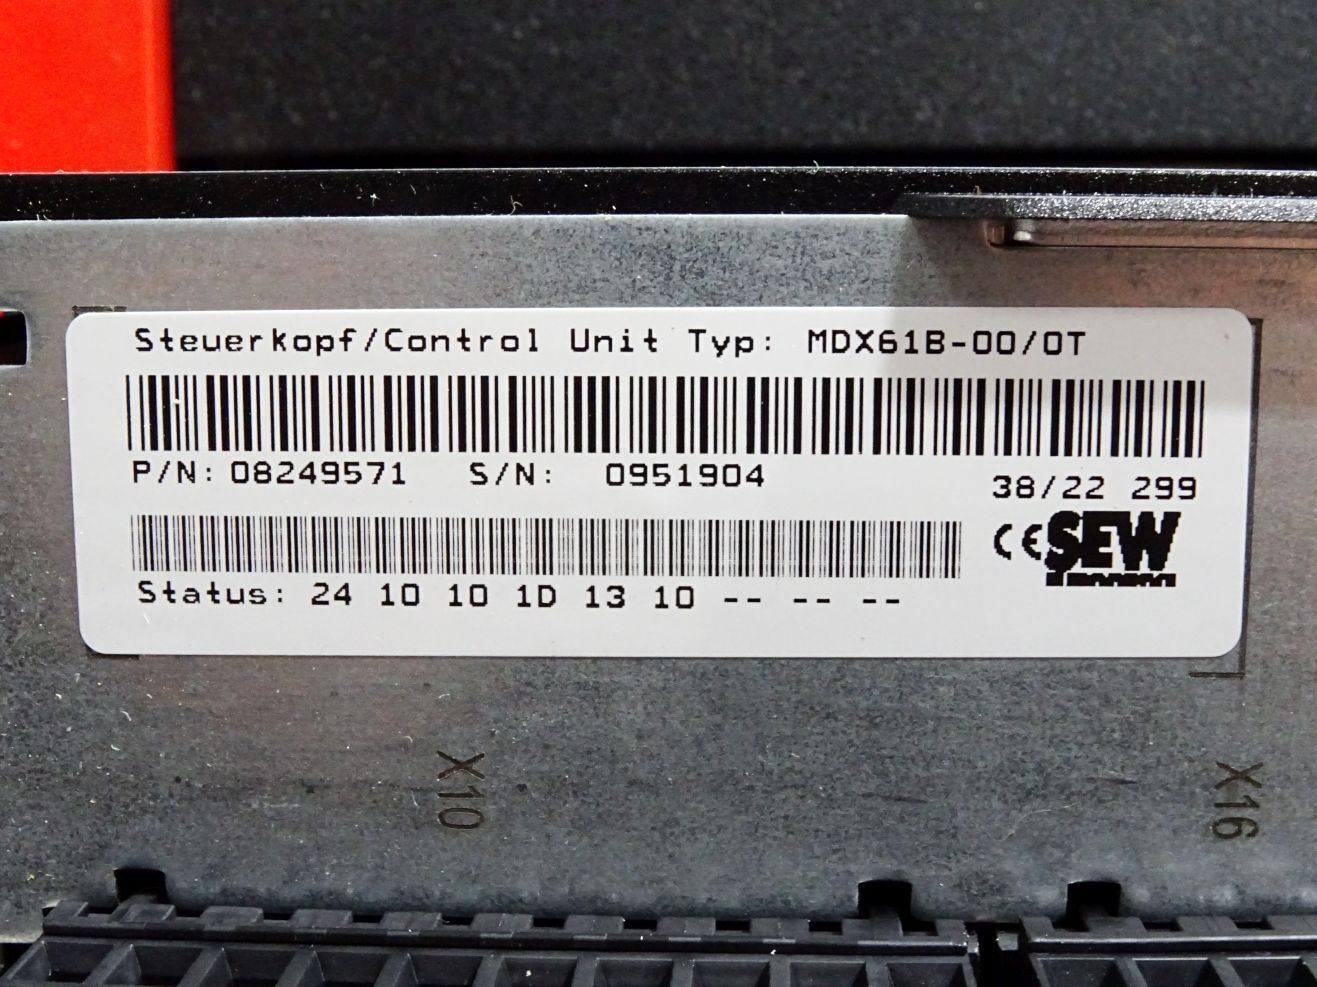 Steuerkopf/Control Unit Typ: MDX61B-00/0T
P/N: 08249571 S/N: 0951904
38/22 299
CE SEW
Status: 24 10 10 1D 13 10 -- -- --
X10
X16